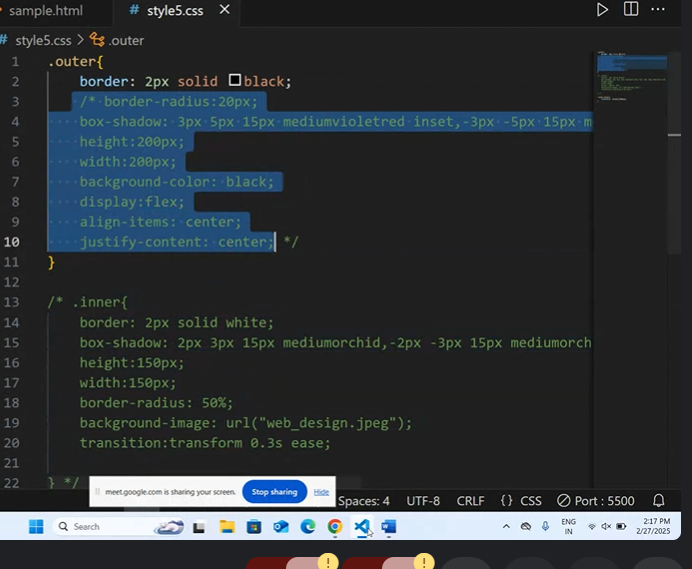 sample.html
# style5.css ×
# style5.css > .outer
1 .outer{
2 border: 2px solid black;
3 /* border-radius:20px;
4 box-shadow: 3px 5px 15px mediumvioletred inset,-3px -5px 15px m
5 height:200px;
6 width:200px;
7 background-color: black;
8 display:flex;
9 align-items: center;
10 justify-content: center; */
11 }
12
13 /* .inner{
14 border: 2px solid white;
15 box-shadow: 2px 3px 15px mediumorchid,-2px -3px 15px mediumorch
16 height:150px;
17 width:150px;
18 border-radius: 50%;
19 background-image: url("web_design.jpeg");
20 transition:transform 0.3s ease;
21
22 } */
meet.google.com is sharing your screen. Stop sharing Hide
Spaces: 4 UTF-8 CRLF {} CSS Port : 5500
Search
ENG
IN
2:17 PM
2/27/2025